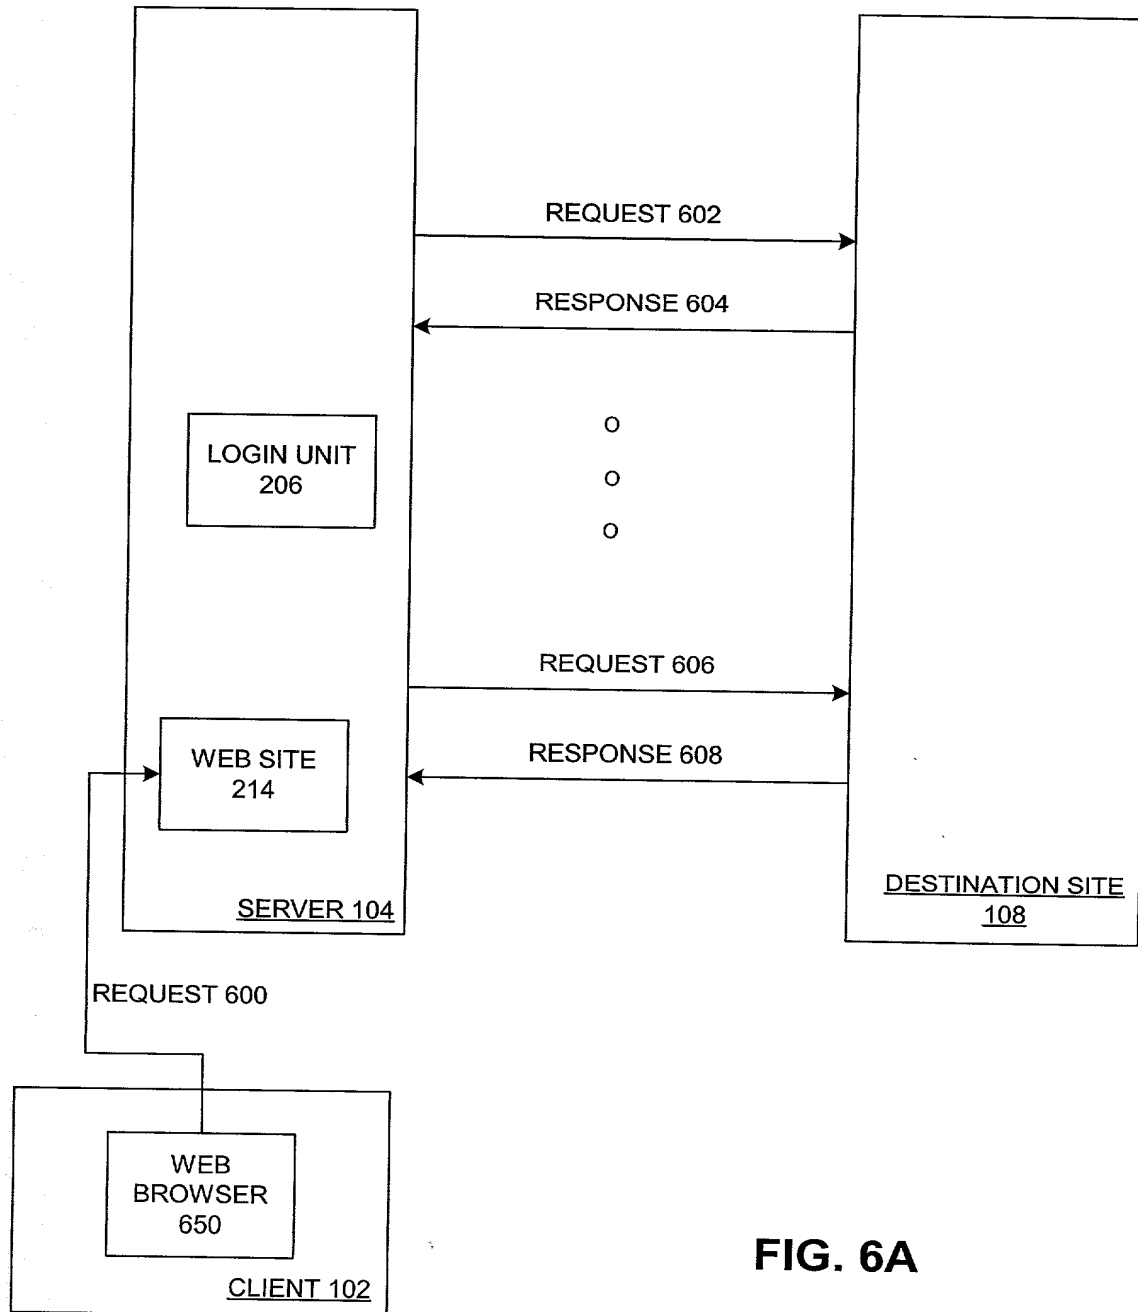 REQUEST 602
RESPONSE 604
o
o
o
LOGIN UNIT
206
REQUEST 606
RESPONSE 608
WEB SITE
214
SERVER 104
DESTINATION SITE
108
REQUEST 600
WEB
BROWSER
650
CLIENT 102
FIG. 6A